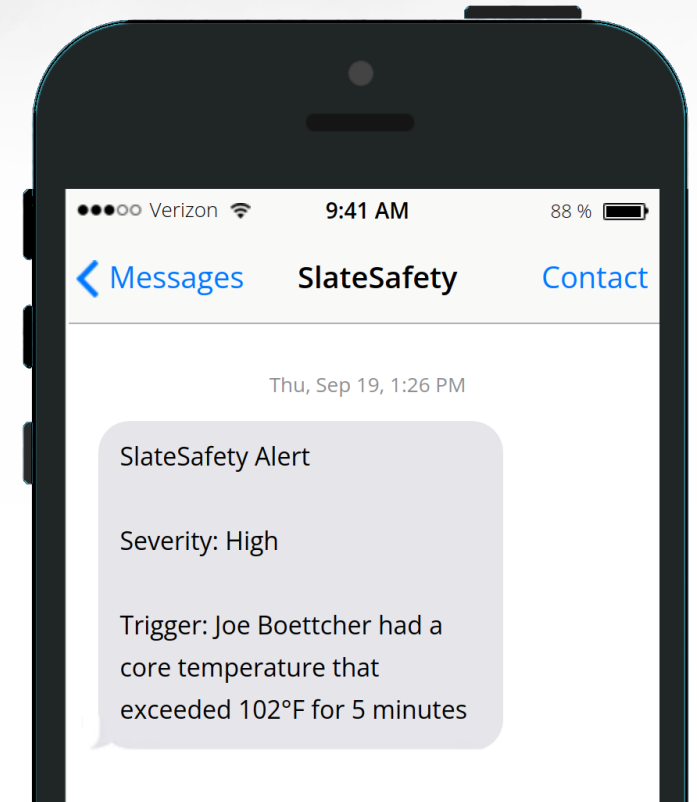 Verizon 9:41 AM 88 %
Messages SlateSafety Contact
Thu, Sep 19, 1:26 PM
SlateSafety Alert
Severity: High
Trigger: Joe Boettcher had a
core temperature that
exceeded 102°F for 5 minutes